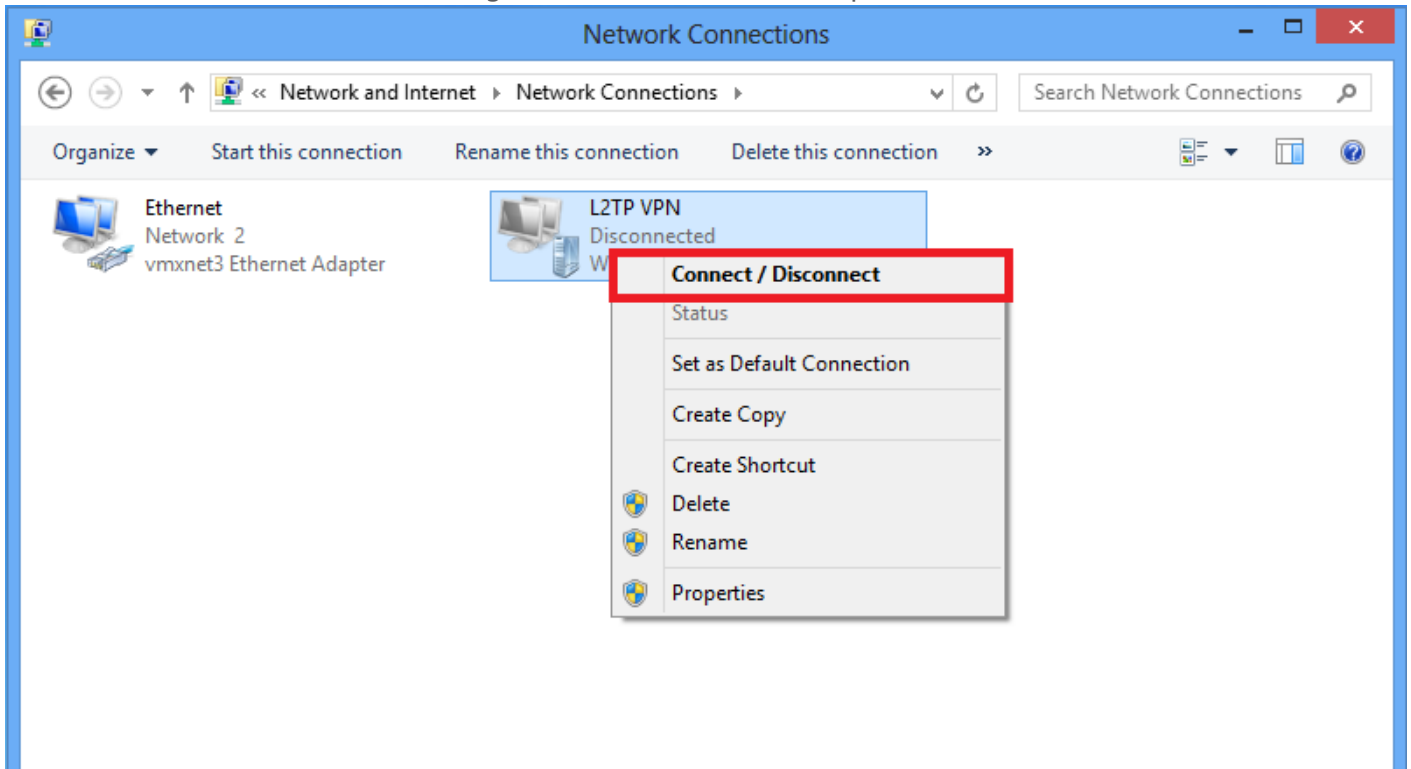 Network Connections
« Network and Internet Network Connections
Search Network Connections
Organize Start this connection Rename this connection Delete this connection »
Ethernet
Network 2
vmxnet3 Ethernet Adapter
L2TP VPN
Disconnected
Connect / Disconnect
Status
Set as Default Connection
Create Copy
Create Shortcut
Delete
Rename
Properties